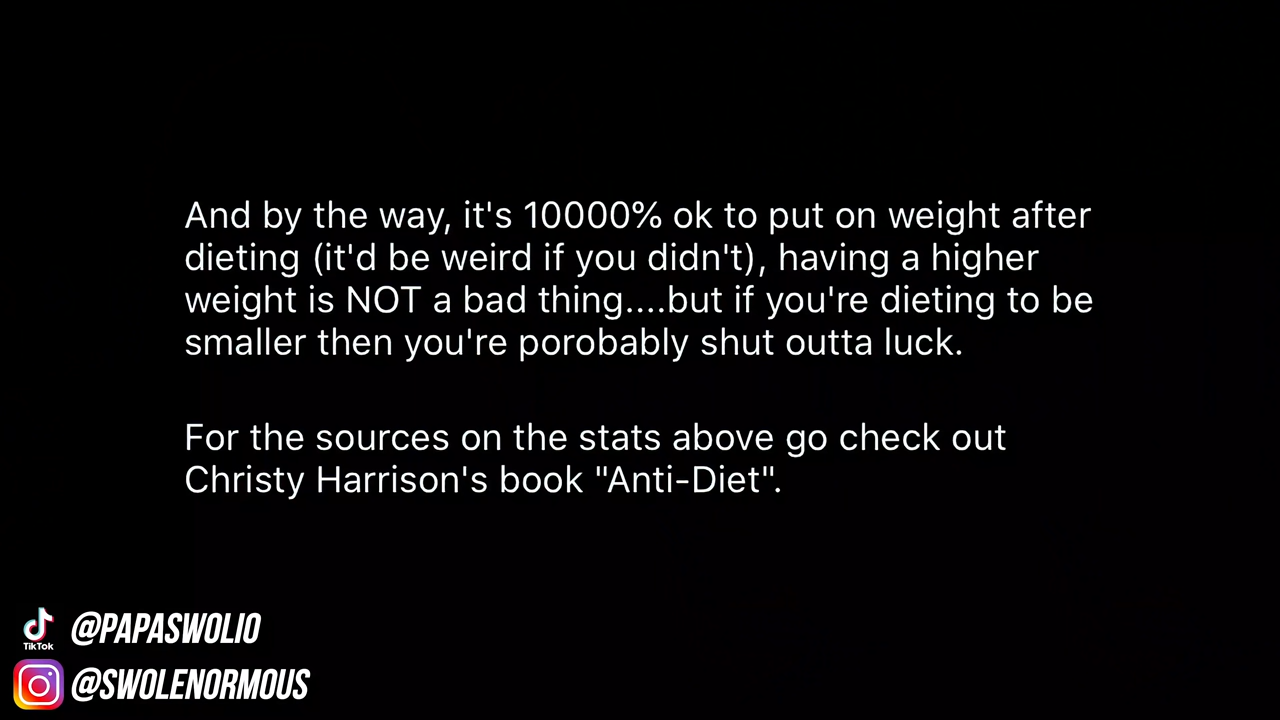 And by the way, it's 10000% ok to put on weight after
dieting (it'd be weird if you didn't), having a higher
weight is NOT a bad thing....but if you're dieting to be
smaller then you're porobably shut outta luck.
For the sources on the stats above go check out
Christy Harrison's book "Anti-Diet".
TikTok
@PAPASWOLIO
@SWOLENORMOUS